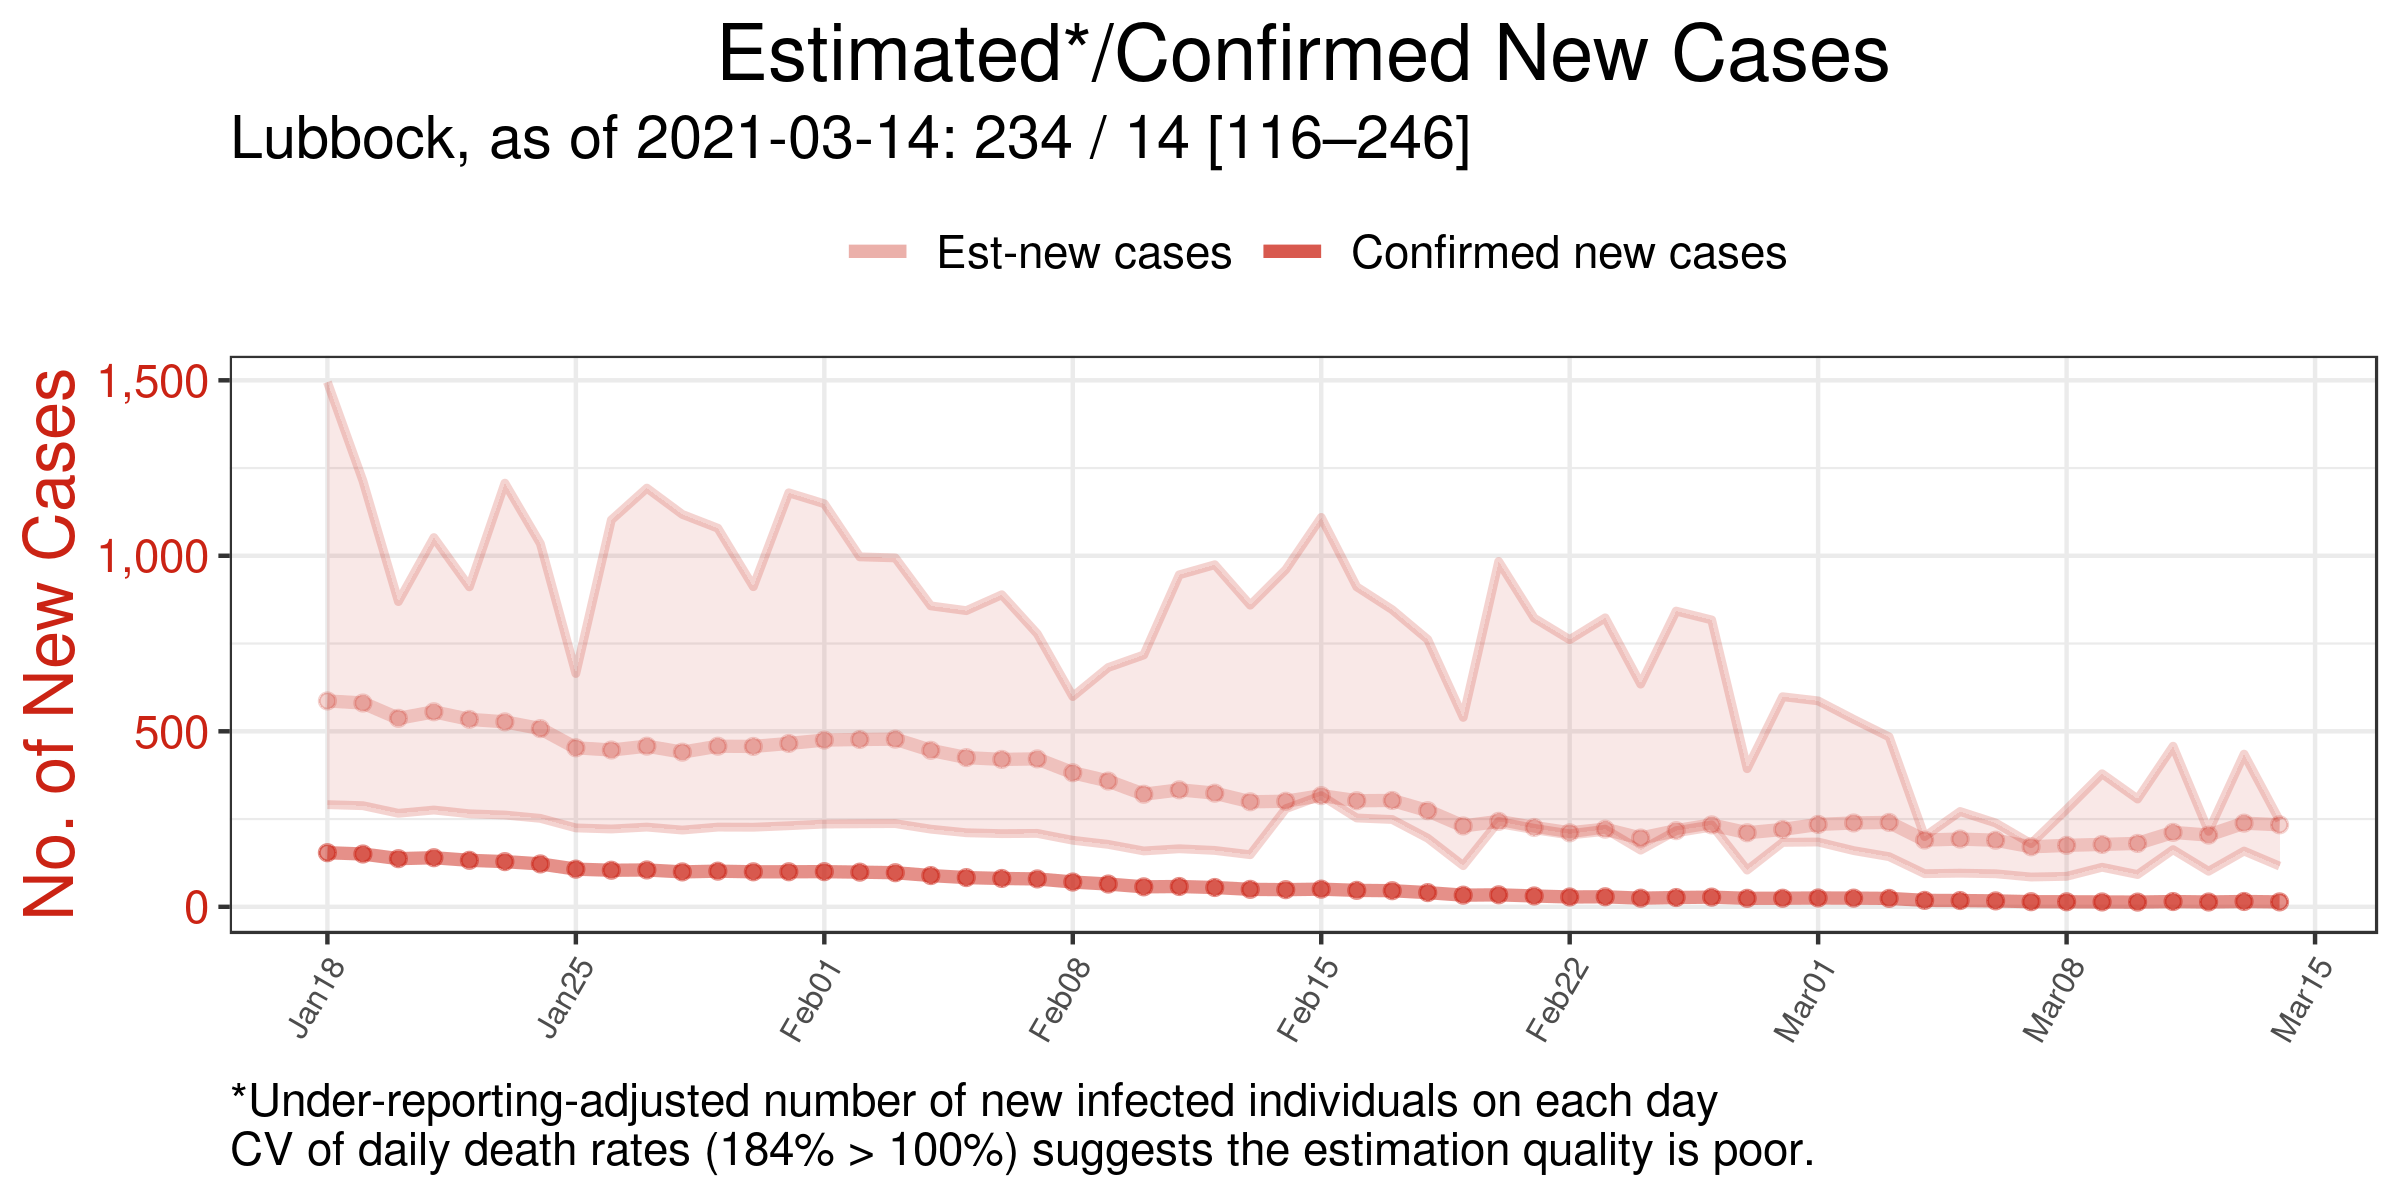 Estimated*/Confirmed New Cases
Lubbock, as of 2021-03-14: 234 / 14 [116–246]
Est-new cases
Confirmed new cases
No. of New Cases
1,500
1,000
500
0
Jan18
Jan25
Feb01
Feb08
Feb15
Feb22
Mar01
Mar08
Mar15
*Under-reporting-adjusted number of new infected individuals on each day
CV of daily death rates (184% > 100%) suggests the estimation quality is poor.